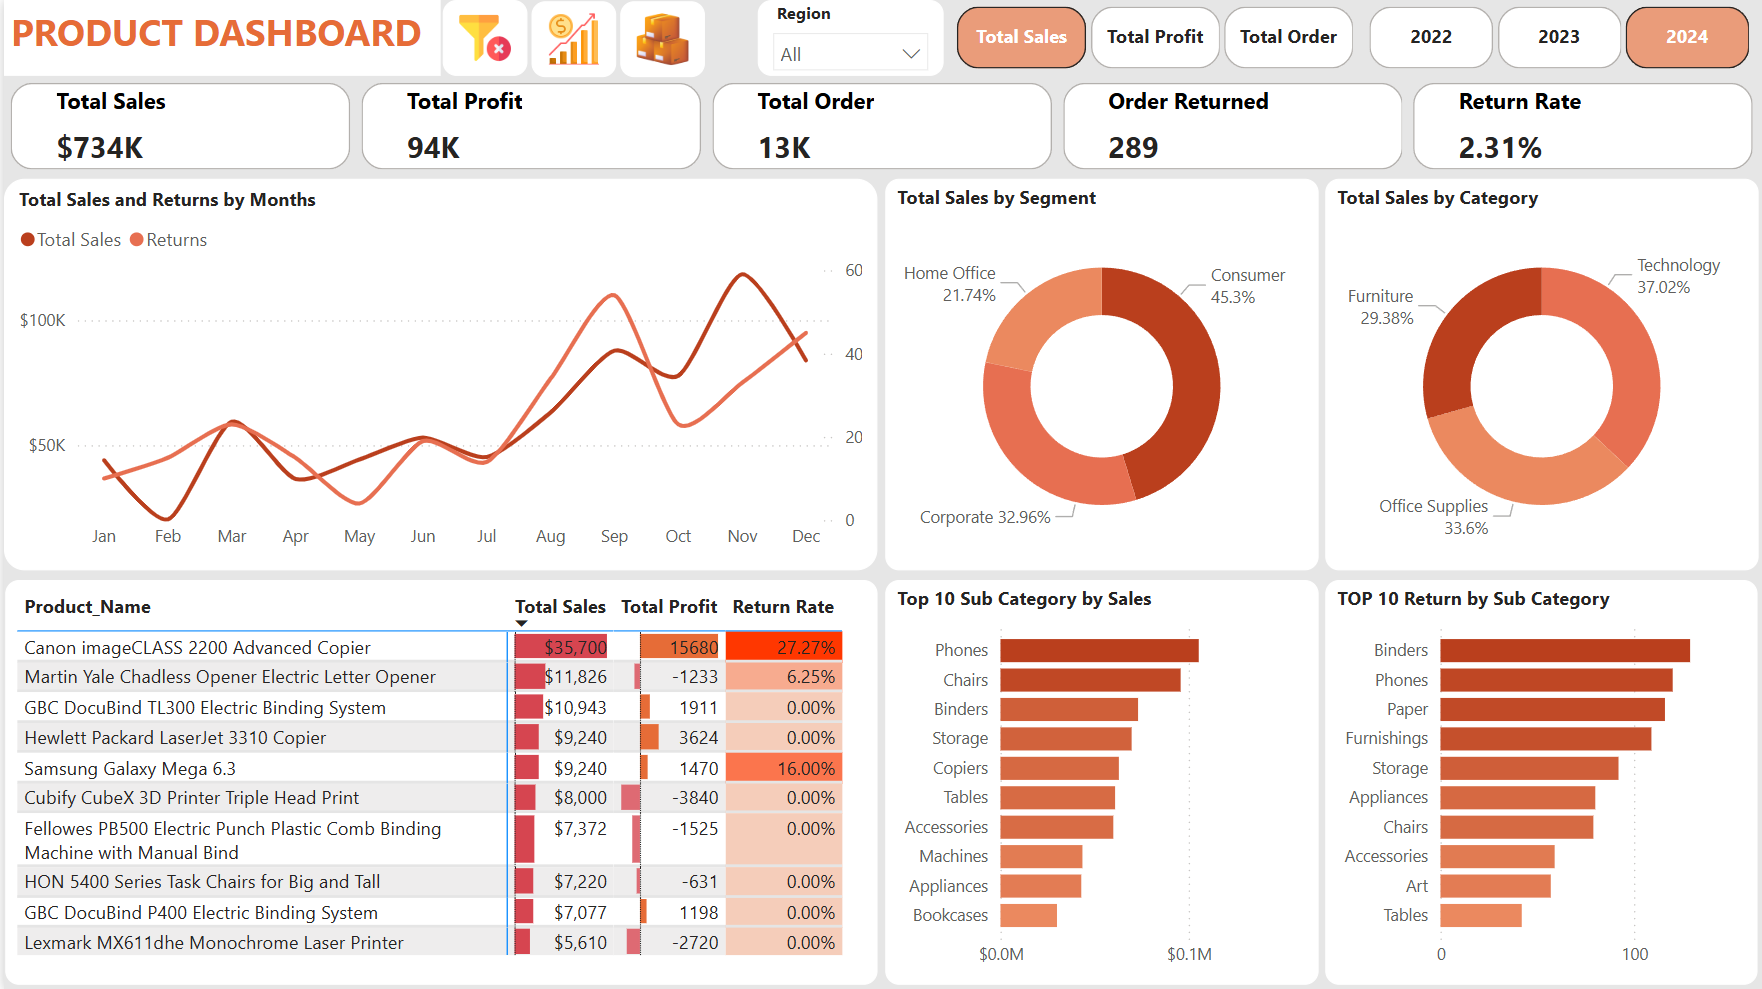 PRODUCT DASHBOARD
Region
All
Total Sales
Total Profit
Total Order
2022
2023
2024
Total Sales
$734K
Total Profit
94K
Total Order
13K
Order Returned
289
Return Rate
2.31%
Total Sales and Returns by Months
Total Sales Returns
$100K
$50K
60
40
20
0
Jan Feb Mar Apr May Jun Jul Aug Sep Oct Nov Dec
Total Sales by Segment
Home Office
21.74%
Consumer
45.3%
Corporate 32.96%
Total Sales by Category
Technology
37.02%
Furniture
29.38%
Office Supplies
33.6%
Product_Name Total Sales Total Profit Return Rate
Canon imageCLASS 2200 Advanced Copier $35,700 15680 27.27%
Martin Yale Chadless Opener Electric Letter Opener $11,826 -1233 6.25%
GBC DocuBind TL300 Electric Binding System $10,943 1911 0.00%
Hewlett Packard LaserJet 3310 Copier $9,240 3624 0.00%
Samsung Galaxy Mega 6.3 $9,240 1470 16.00%
Cubify CubeX 3D Printer Triple Head Print $8,000 -3840 0.00%
Fellowes PB500 Electric Punch Plastic Comb Binding $7,372 -1525 0.00%
Machine with Manual Bind
HON 5400 Series Task Chairs for Big and Tall $7,220 -631 0.00%
GBC DocuBind P400 Electric Binding System $7,077 1198 0.00%
Lexmark MX611dhe Monochrome Laser Printer $5,610 -2720 0.00%
Top 10 Sub Category by Sales
Phones
Chairs
Binders
Storage
Copiers
Tables
Accessories
Machines
Appliances
Bookcases
$0.0M $0.1M
TOP 10 Return by Sub Category
Binders
Phones
Paper
Furnishings
Storage
Appliances
Chairs
Accessories
Art
Tables
0 100